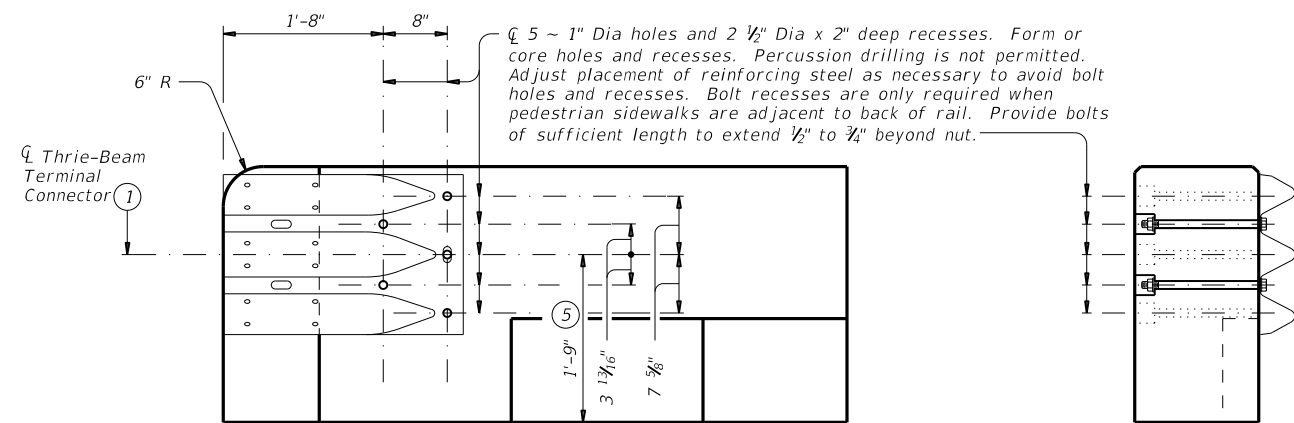 1'-8"
8"
℄ 5 ~ 1" Dia holes and 2 1/2" Dia x 2" deep recesses. Form or
core holes and recesses. Percussion drilling is not permitted.
Adjust placement of reinforcing steel as necessary to avoid bolt
holes and recesses. Bolt recesses are only required when
pedestrian sidewalks are adjacent to back of rail. Provide bolts
of sufficient length to extend 1/2" to 3/4" beyond nut.
6" R
℄ Thrie-Beam
Terminal
Connector 1
5
1'-9"
3 13/16"
7 5/8"